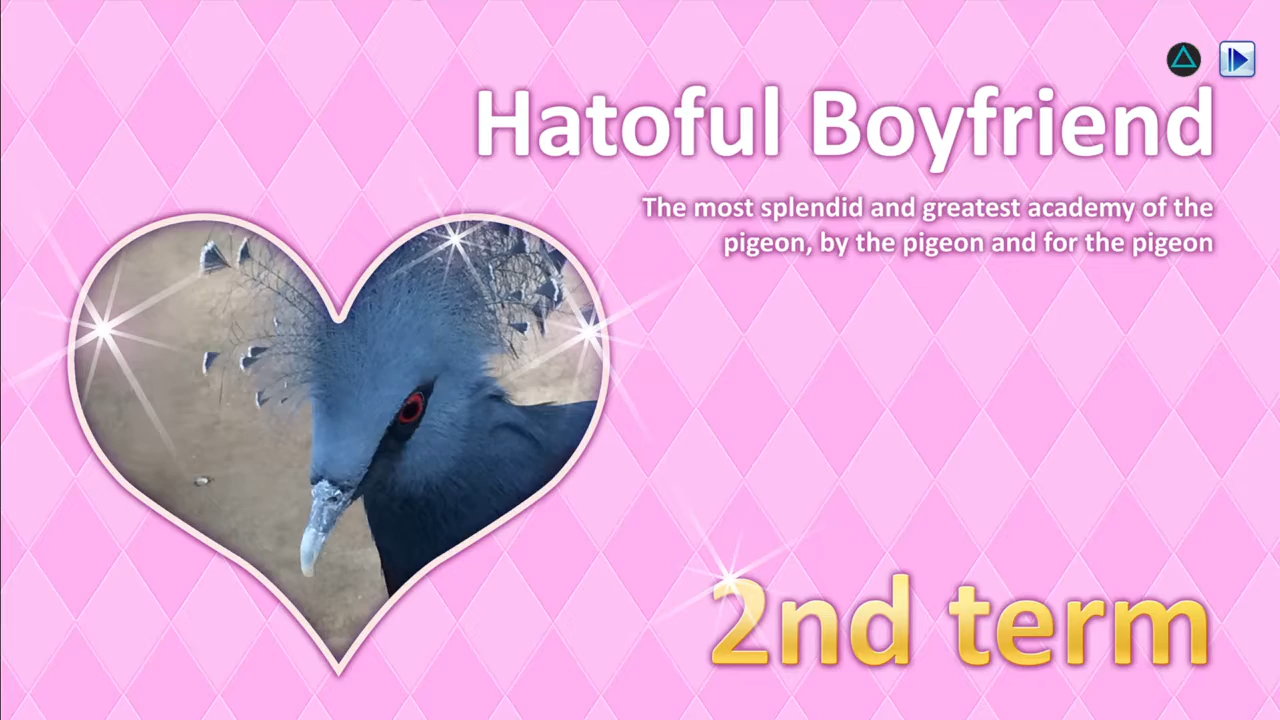 Hatoful Boyfriend
The most splendid and greatest academy of the
pigeon, by the pigeon and for the pigeon
2nd term